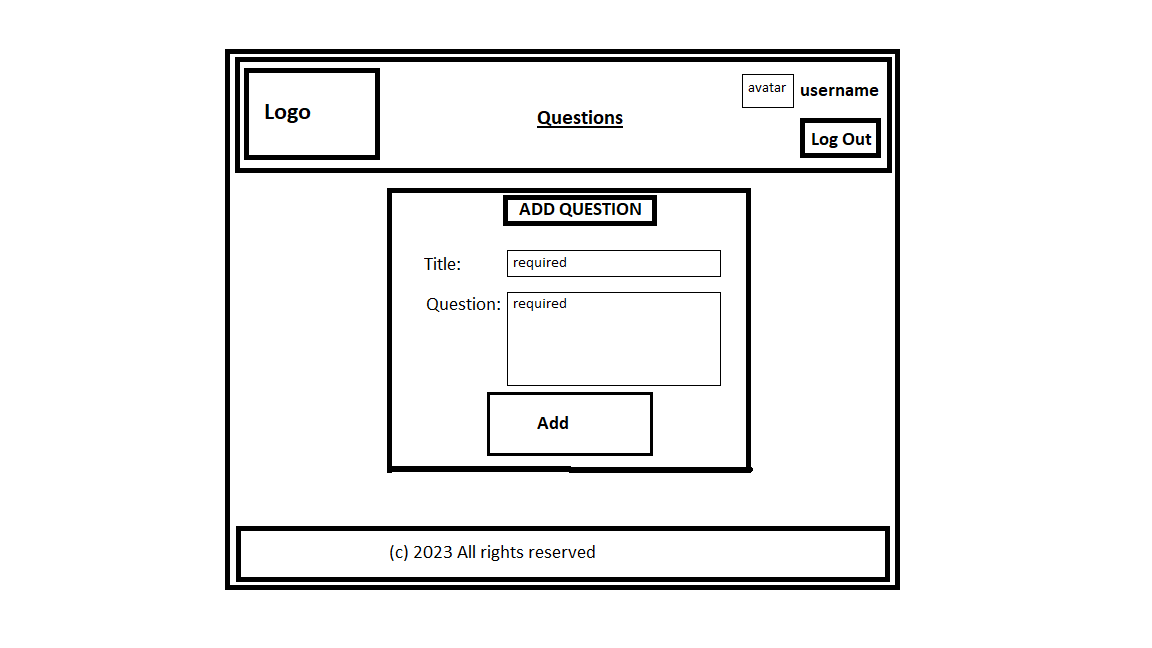 Logo
Questions
avatar
username
Log Out
ADD QUESTION
Title:
required
Question:
required
Add
(c) 2023 All rights reserved